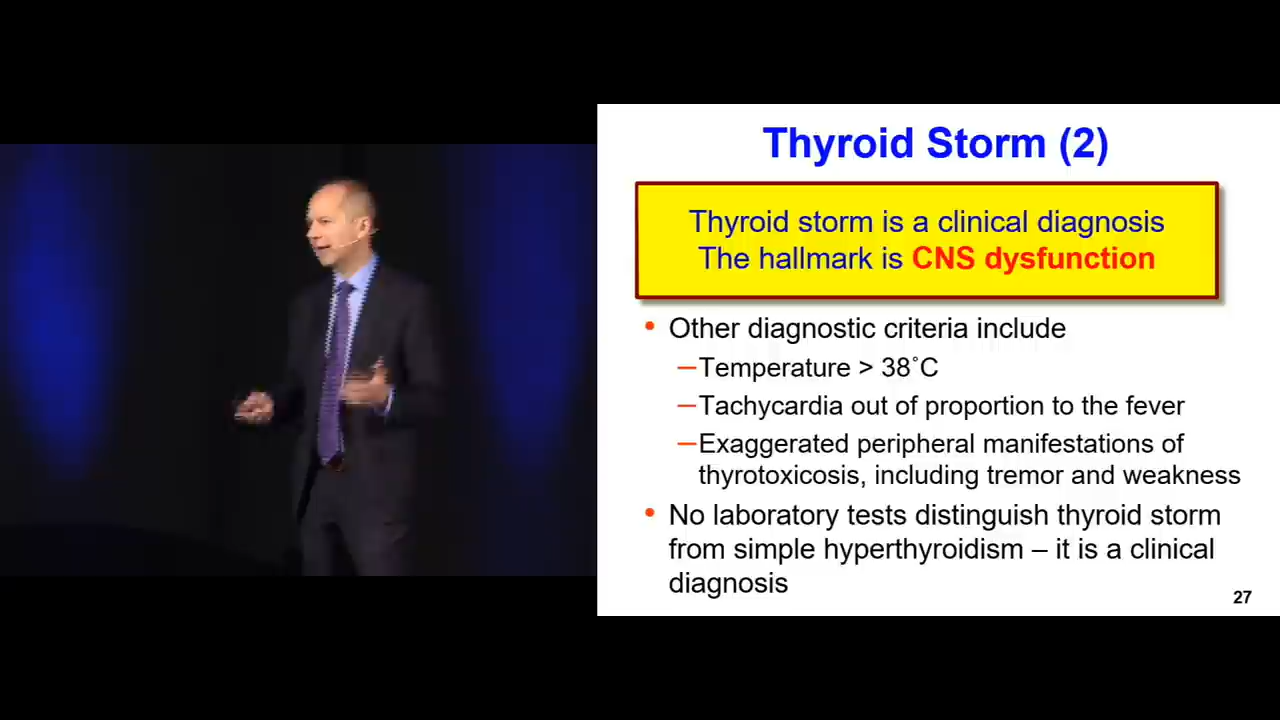 Thyroid Storm (2)
Thyroid storm is a clinical diagnosis
The hallmark is CNS dysfunction
• Other diagnostic criteria include
–Temperature > 38˚C
–Tachycardia out of proportion to the fever
–Exaggerated peripheral manifestations of
thyrotoxicosis, including tremor and weakness
• No laboratory tests distinguish thyroid storm
from simple hyperthyroidism – it is a clinical
diagnosis
27